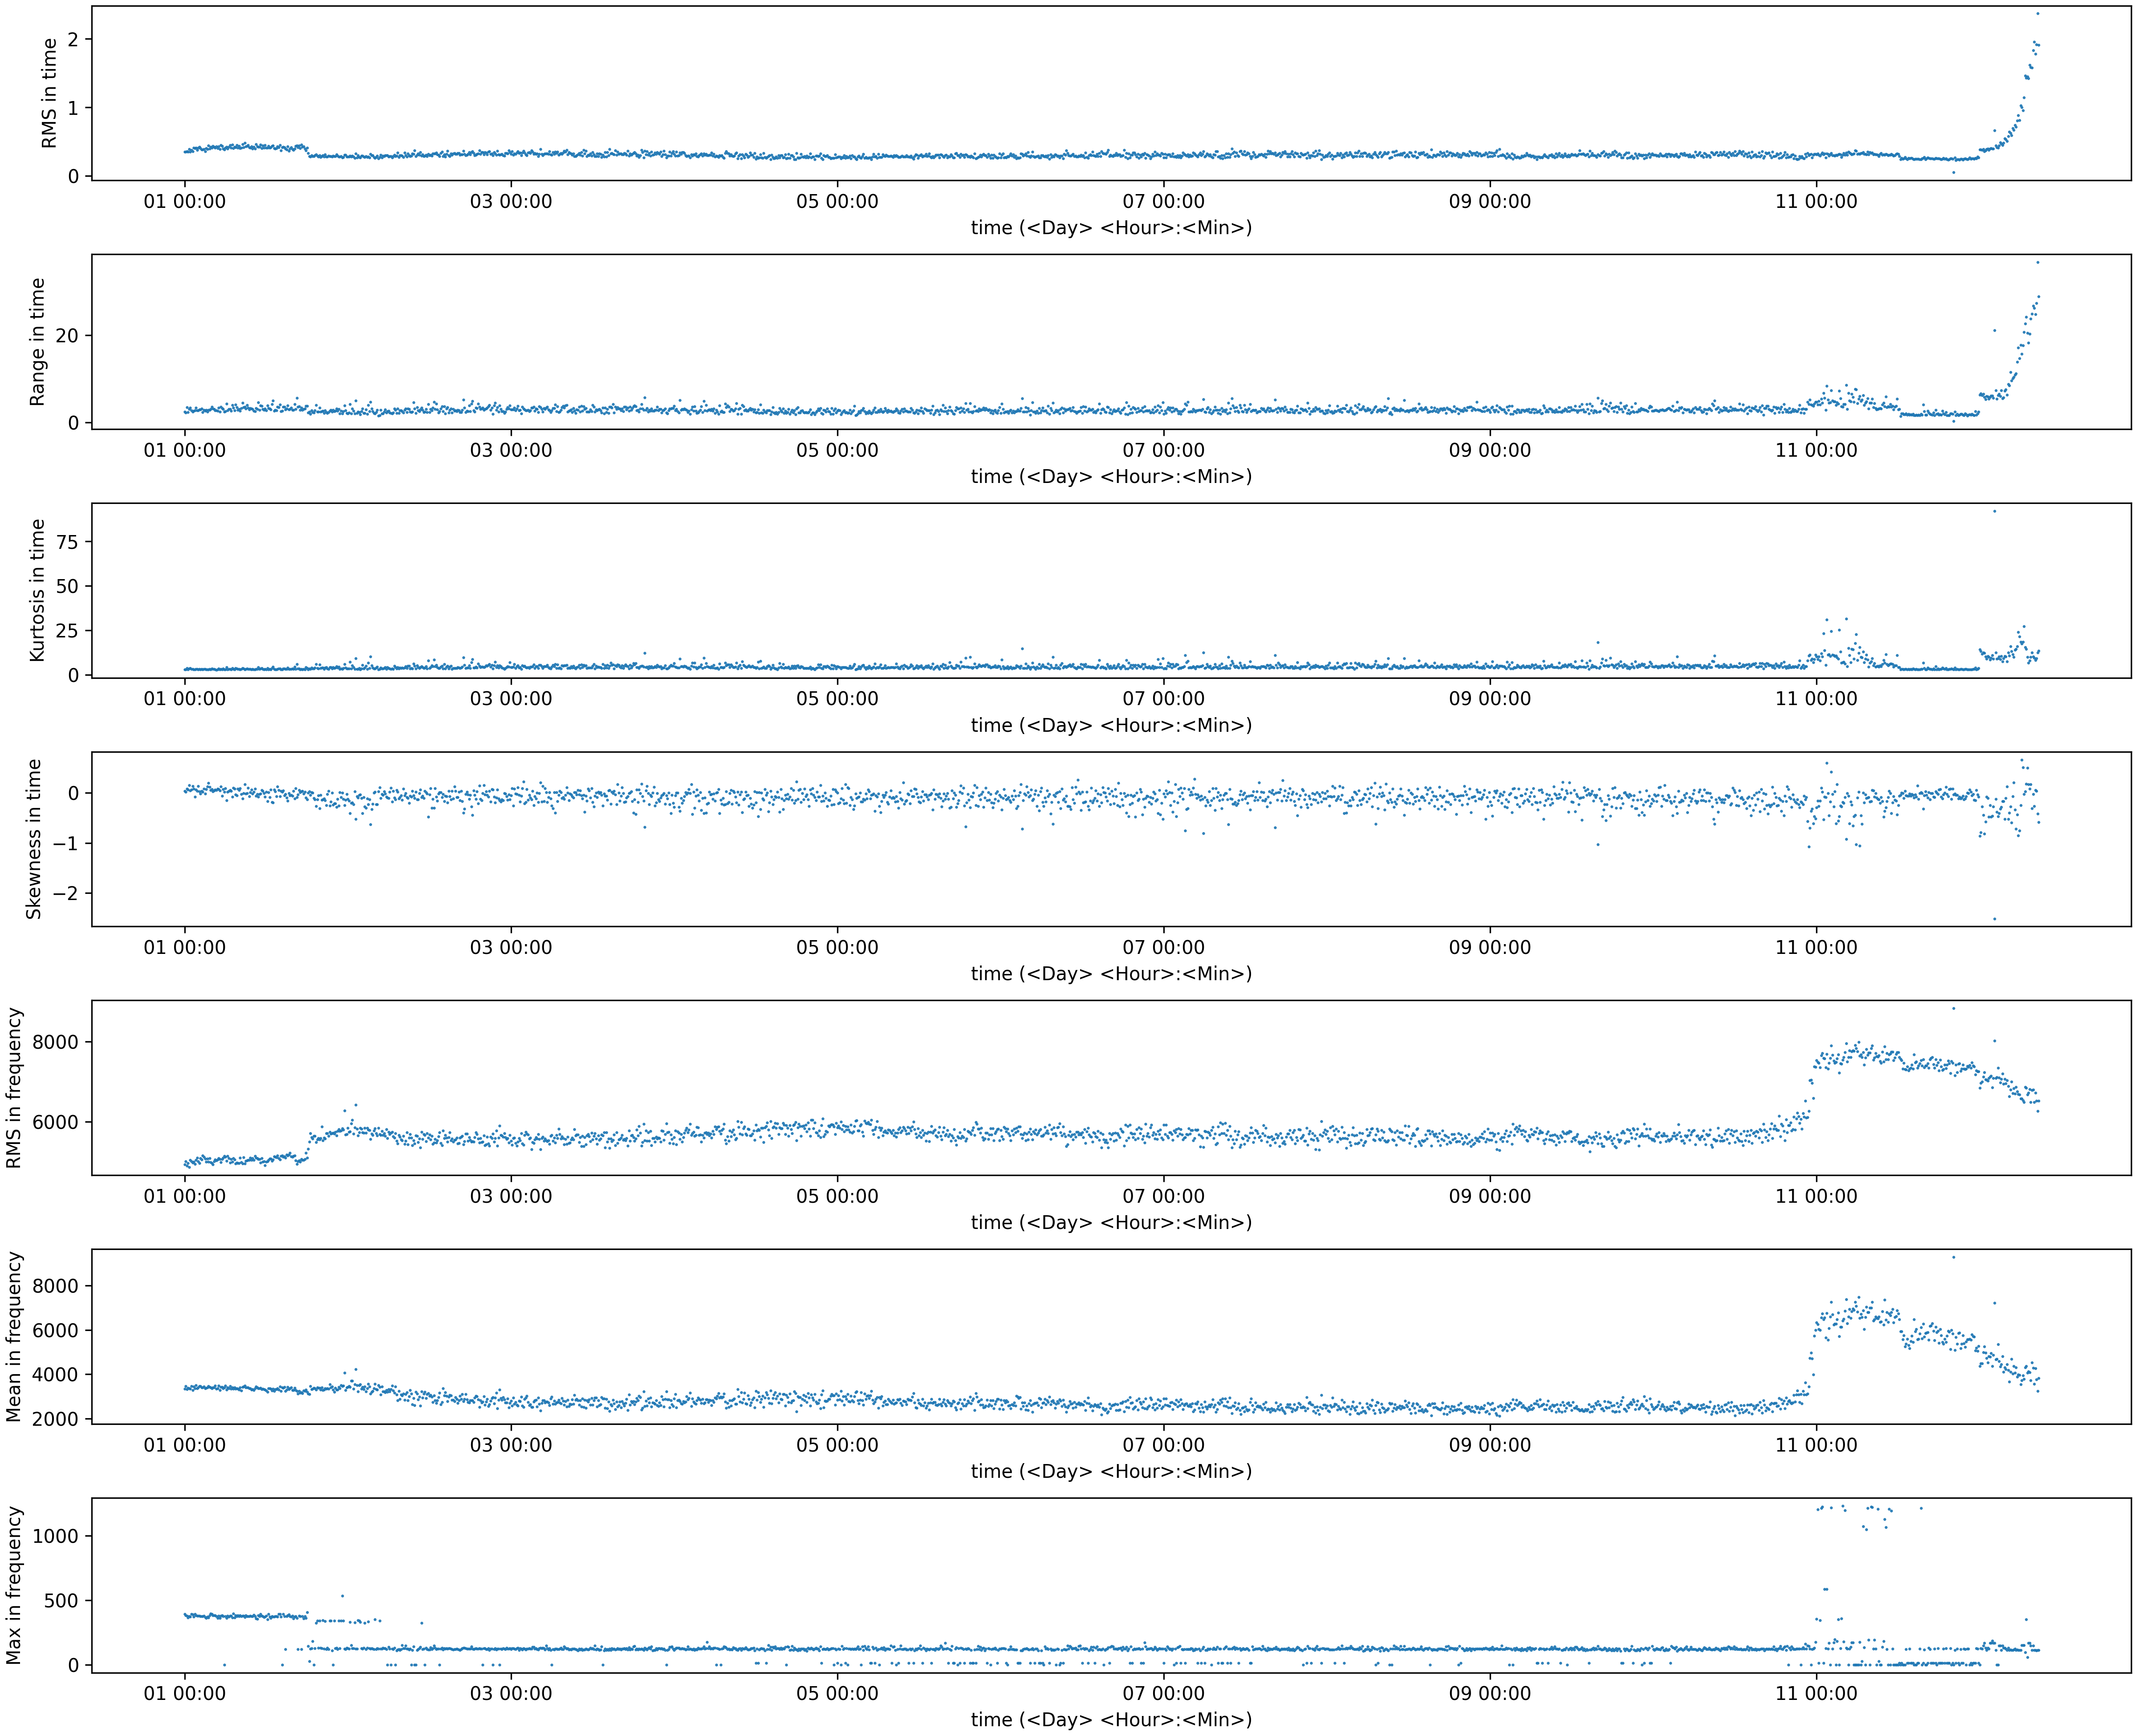 RMS in time
2
1
0
01 00:00 03 00:00 05 00:00 07 00:00 09 00:00 11 00:00
time (<Day> <Hour>:<Min>)
Range in time
20
0
01 00:00 03 00:00 05 00:00 07 00:00 09 00:00 11 00:00
time (<Day> <Hour>:<Min>)
Kurtosis in time
75
50
25
0
01 00:00 03 00:00 05 00:00 07 00:00 09 00:00 11 00:00
time (<Day> <Hour>:<Min>)
Skewness in time
0
−1
−2
01 00:00 03 00:00 05 00:00 07 00:00 09 00:00 11 00:00
time (<Day> <Hour>:<Min>)
RMS in frequency
8000
6000
01 00:00 03 00:00 05 00:00 07 00:00 09 00:00 11 00:00
time (<Day> <Hour>:<Min>)
Mean in frequency
8000
6000
4000
2000
01 00:00 03 00:00 05 00:00 07 00:00 09 00:00 11 00:00
time (<Day> <Hour>:<Min>)
Max in frequency
1000
500
0
01 00:00 03 00:00 05 00:00 07 00:00 09 00:00 11 00:00
time (<Day> <Hour>:<Min>)